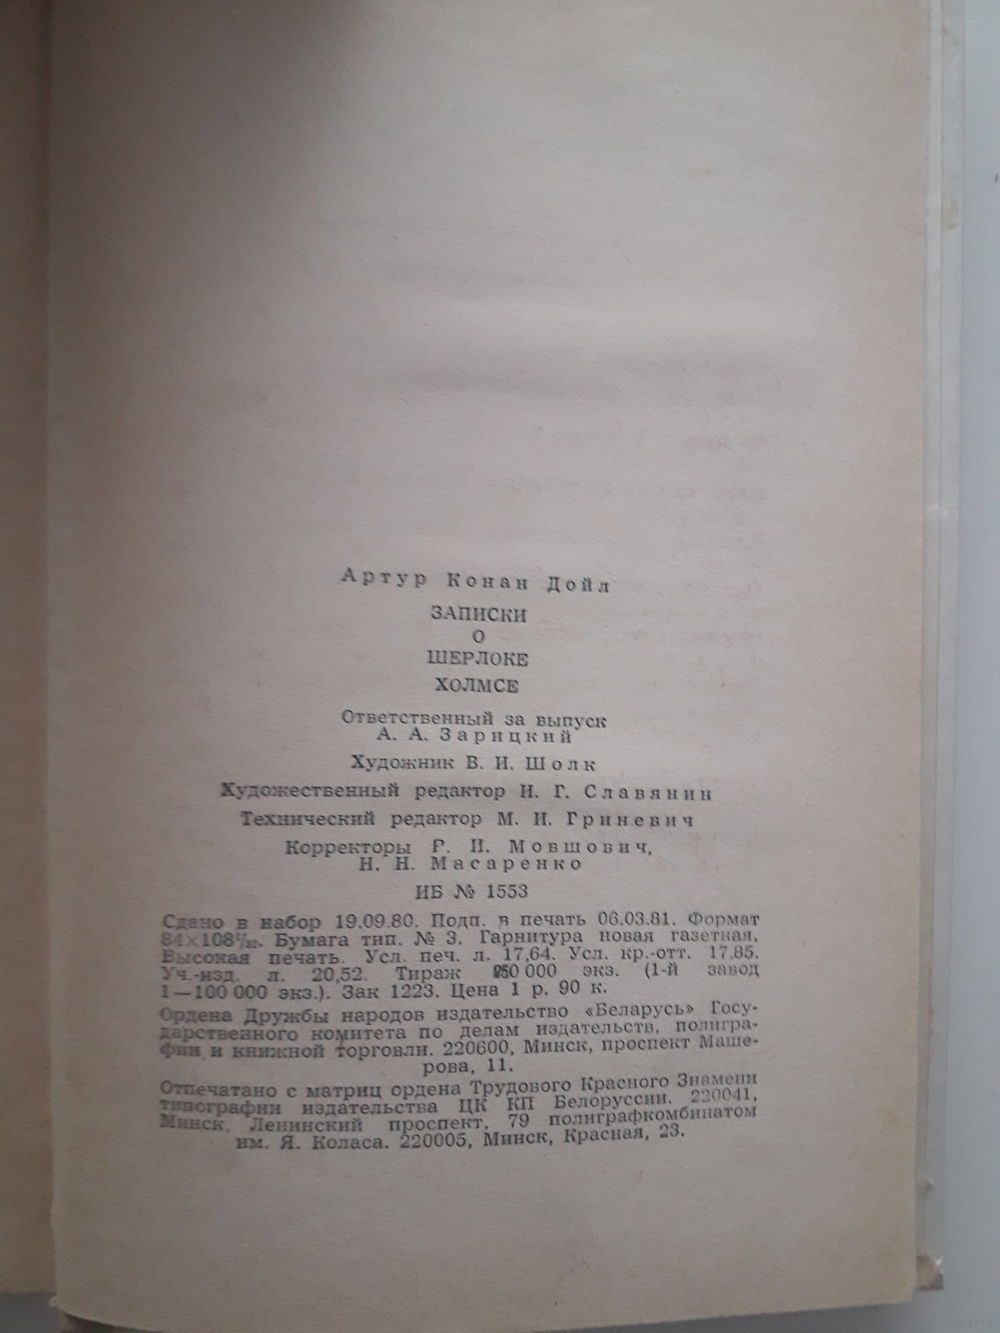 Артур Конан Дойл
ЗАПИСКИ
О
ШЕРЛОКЕ
ХОЛМСЕ
Ответственный за выпуск
А. А. Зарицкий
Художник В. И. Шолк
Художественный редактор И. Г. Славянин
Технический редактор М. И. Гриневич
Корректоры Р. И. Мовшович,
Н. Н. Масаренко
ИБ № 1553
Сдано в набор 19.09.80. Подп. в печать 06.03.81. Формат
84×108¹/₃₂. Бумага тип. № 3. Гарнитура новая газетная.
Высокая печать. Усл. печ. л. 17,64. Усл. кр.-отт. 17,85.
Уч.-изд. л. 20,52. Тираж 000 экз. (1-й завод
1—100 000 экз.). Зак 1223. Цена 1 р. 90 к.
Ордена Дружбы народов издательство «Беларусь» Госу-
дарственного комитета по делам издательств, полигра-
фии и книжной торговли. 220600, Минск, проспект Маше-
рова, 11.
Отпечатано с матриц ордена Трудового Красного Знамени
типографии издательства ЦК КП Белоруссии. 220041,
Минск, Ленинский проспект, 79 полиграфкомбинатом
им. Я. Коласа. 220005, Минск, Красная, 23.